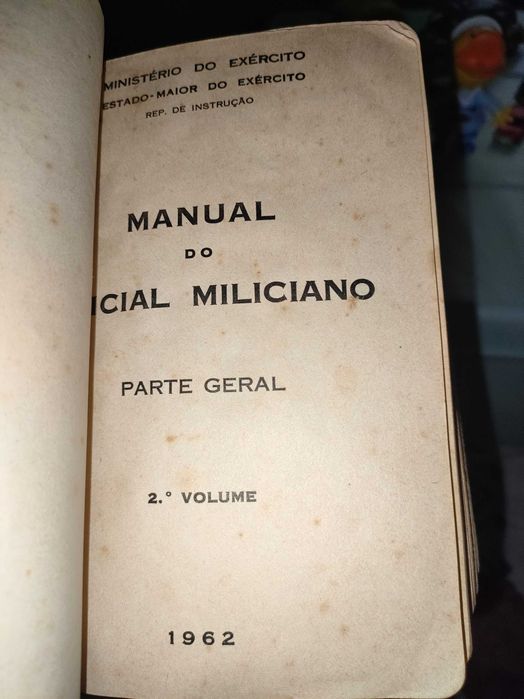 MINISTÉRIO DO EXÉRCITO
ESTADO-MAIOR DO EXÉRCITO
REP. DE INSTRUÇÃO
MANUAL
DO
ICIAL MILICIANO
PARTE GERAL
2.º VOLUME
1962